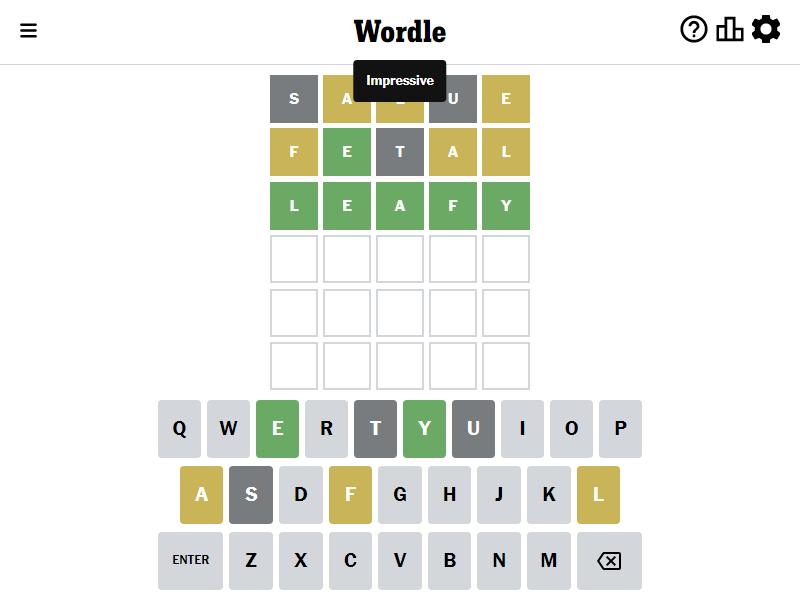 Wordle
Impressive
S A U E
F E T A L
L E A F Y
Q W E R T Y U I O P
A S D F G H J K L
ENTER Z X C V B N M